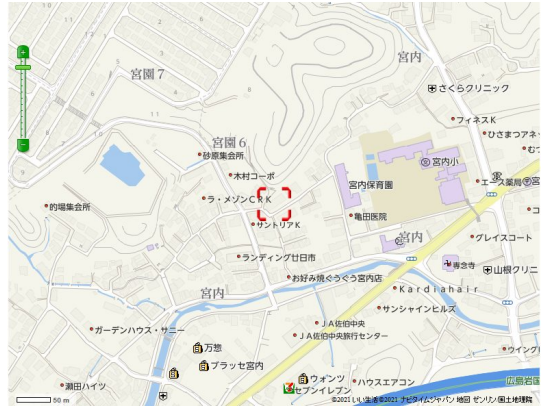 宮内
宮園7
さくらクリニック
フィネスK
ひさまつアネ
宮園6
砂原集会所
宮内小
木村コーポ
宮内保育園
エース薬局
宮
ラ・メゾンCRK
的場集会所
亀田医院
サントリアK
宮内
グレイスコート
ランディング廿日市
専念寺
山根クリニ
お好み焼ぐうぐう宮内店
Kardiahair
宮内
サンシャインヒルズ
JA佐伯中央
ガーデンハウス・サニー
JA佐伯中央旅行センター
万惣
ウイング
プラッセ宮内
ウォンツ
ハウスエアコン
広島岩国
瀬田ハイツ
セブンイレブン
50 m
©2021 いい生活 ©2021 ナビタイムジャパン 地図 ゼンリン/国土地理院